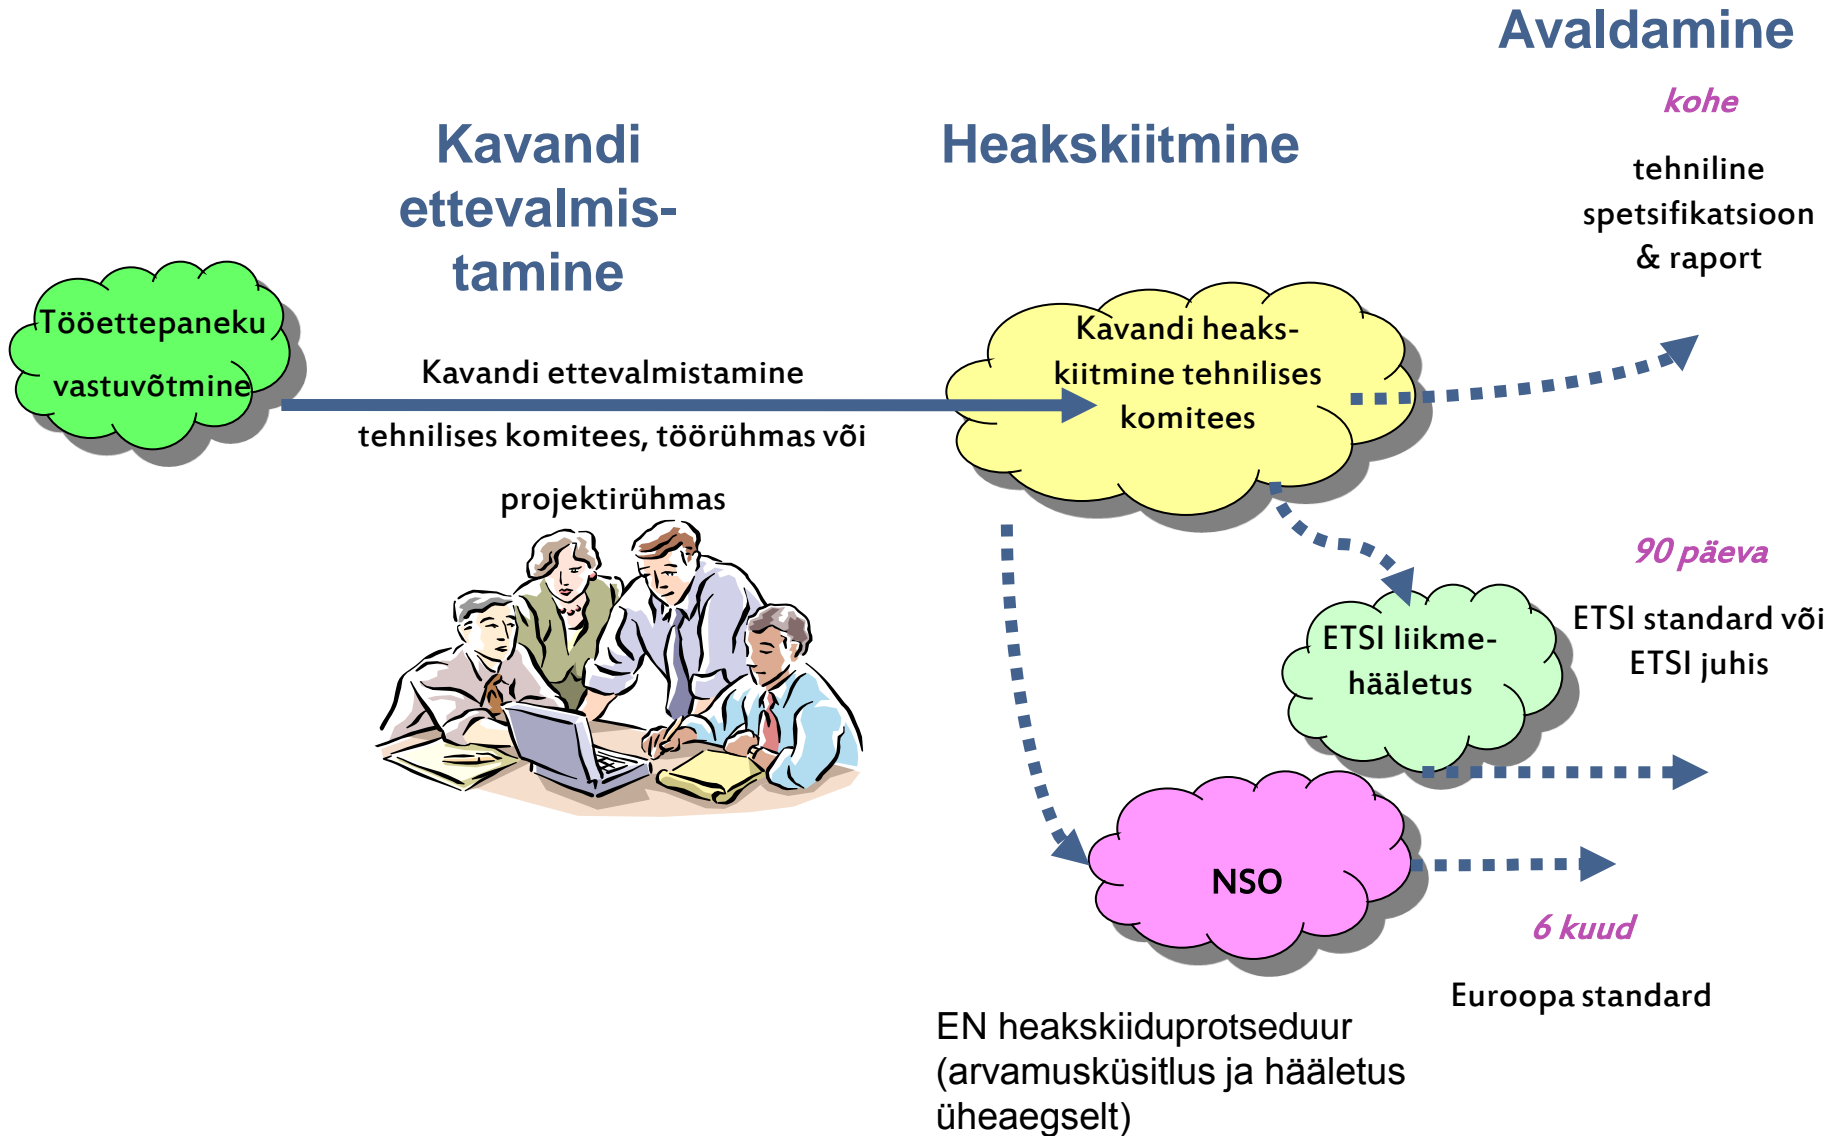 Avaldamine
kohe
tehniline
spetsifikatsioon
& raport
Kavandi
ettevalmis-
tamine
Heakskiitmine
Tööettepaneku
vastuvõtmine
Kavandi ettevalmistamine
tehnilises komitees, töörühmas või
projektirühmas
Kavandi heaks-
kiitmine tehnilises
komitees
90 päeva
ETSI standard või
ETSI juhis
ETSI liikme-
hääletus
NSO
6 kuud
Euroopa standard
EN heakskiiduprotseduur
(arvamusküsitlus ja hääletus
üheaegselt)